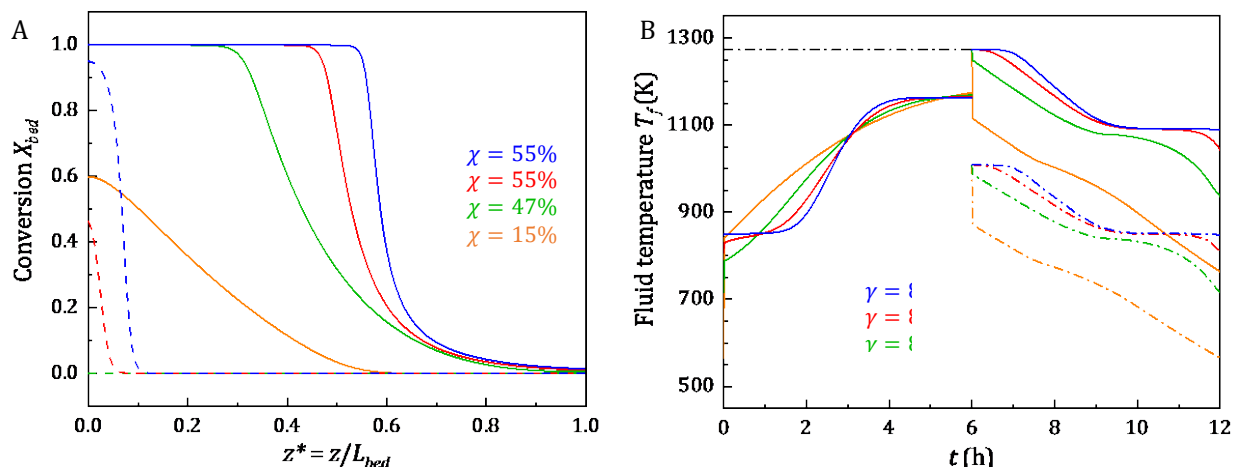 A
Conversion X_bed
1.0
0.8
0.6
0.4
0.2
0.0
χ = 55%
χ = 55%
χ = 47%
χ = 15%
0.0 0.2 0.4 0.6 0.8 1.0
z* = z/L_bed
B
Fluid temperature T_f (K)
1300
1100
900
700
500
γ =
γ =
γ =
0 2 4 6 8 10 12
t (h)